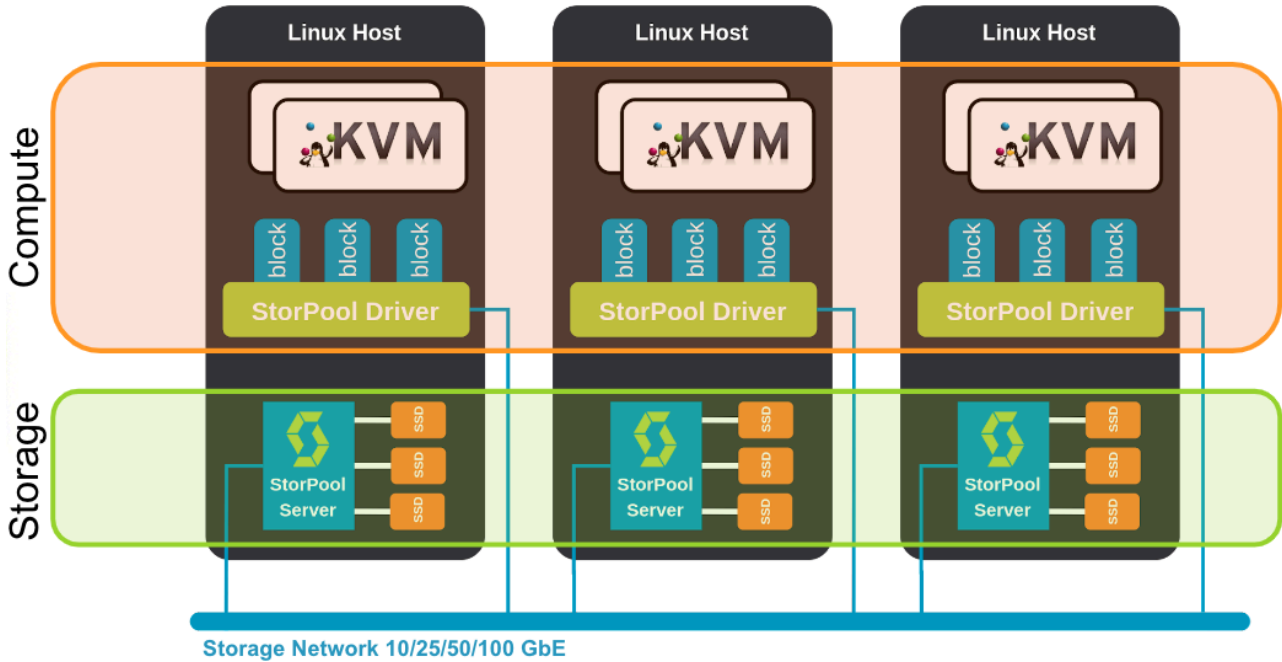 Linux Host
Linux Host
Linux Host
Compute
KVM
KVM
KVM
block
block
block
block
block
block
block
block
block
StorPool Driver
StorPool Driver
StorPool Driver
Storage
StorPool
Server
SSD
SSD
SSD
StorPool
Server
SSD
SSD
SSD
StorPool
Server
SSD
SSD
SSD
Storage Network 10/25/50/100 GbE